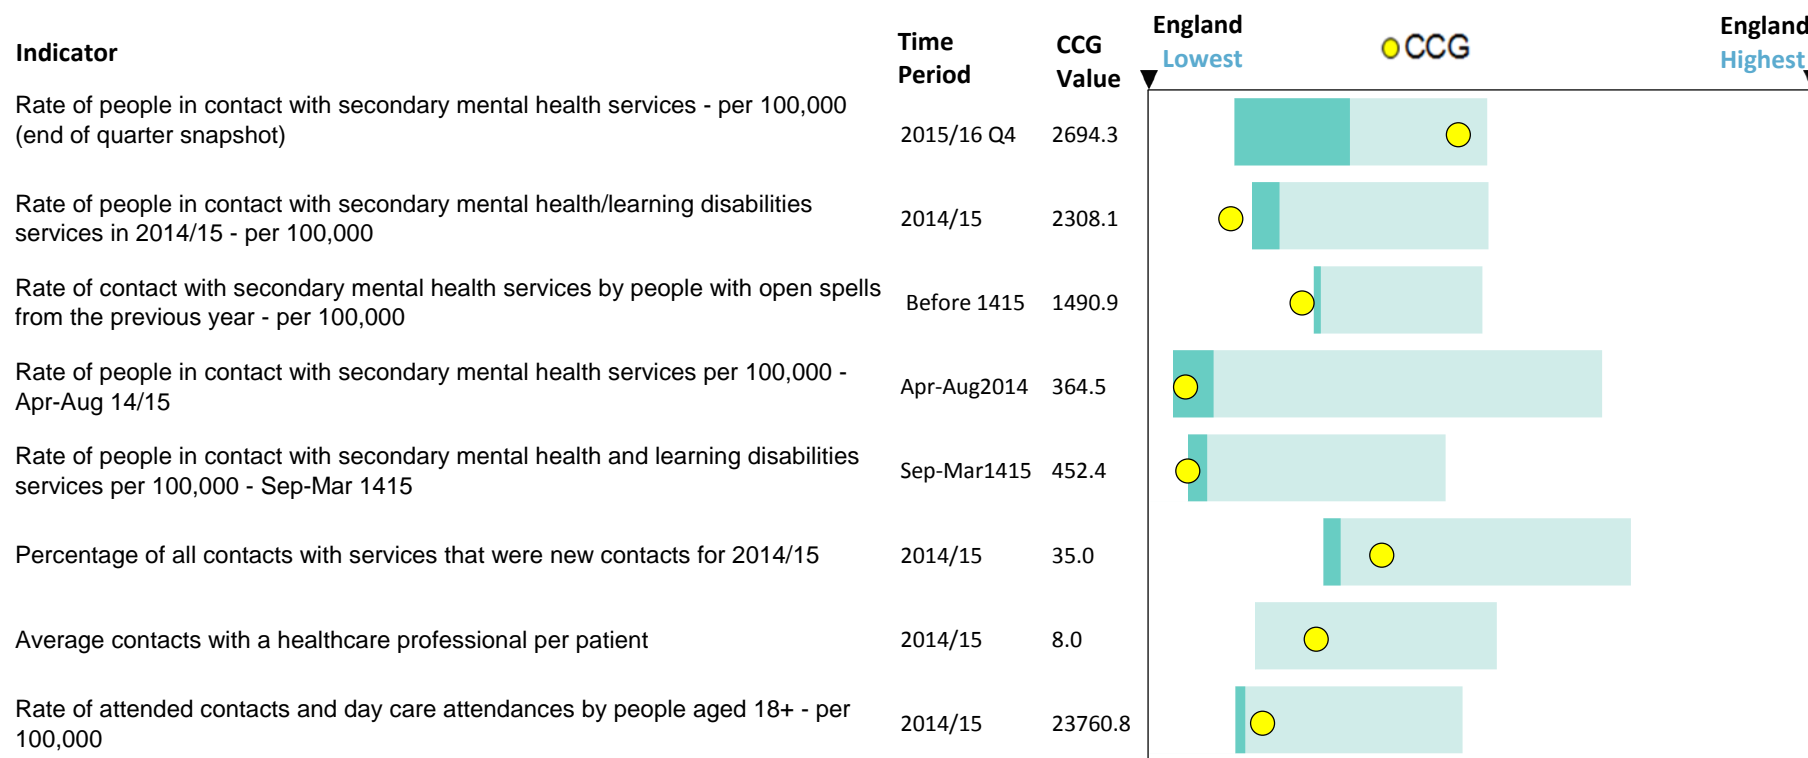 Indicator
Time
Period
CCG
Value
England
Lowest
CCG
England
Highest
Rate of people in contact with secondary mental health services - per 100,000
(end of quarter snapshot)
2015/16 Q4
2694.3
Rate of people in contact with secondary mental health/learning disabilities
services in 2014/15 - per 100,000
2014/15
2308.1
Rate of contact with secondary mental health services by people with open spells
from the previous year - per 100,000
Before 1415
1490.9
Rate of people in contact with secondary mental health services per 100,000 -
Apr-Aug 14/15
Apr-Aug2014
364.5
Rate of people in contact with secondary mental health and learning disabilities
services per 100,000 - Sep-Mar 1415
Sep-Mar1415
452.4
Percentage of all contacts with services that were new contacts for 2014/15
2014/15
35.0
Average contacts with a healthcare professional per patient
2014/15
8.0
Rate of attended contacts and day care attendances by people aged 18+ - per
100,000
2014/15
23760.8